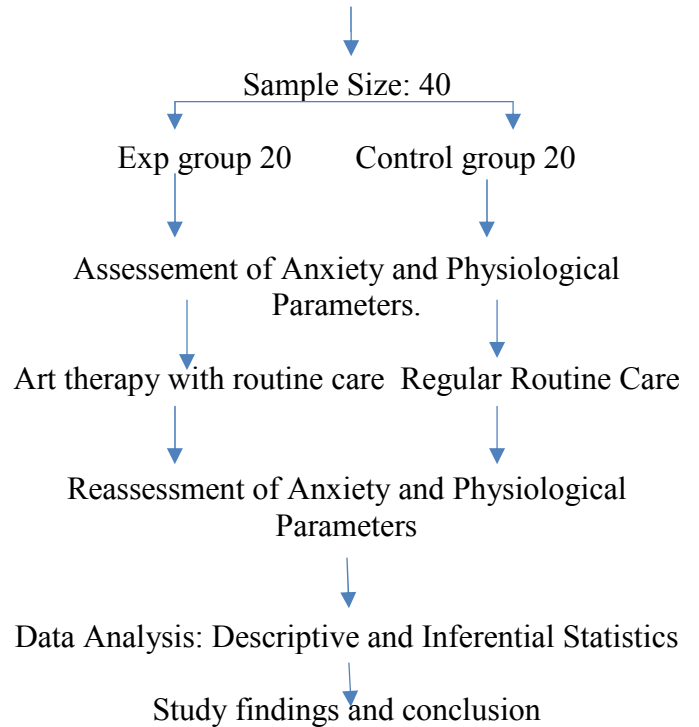 Sample Size: 40
Exp group 20 Control group 20
Assessement of Anxiety and Physiological
Parameters.
Art therapy with routine care Regular Routine Care
Reassessment of Anxiety and Physiological
Parameters
Data Analysis: Descriptive and Inferential Statistics
Study findings and conclusion